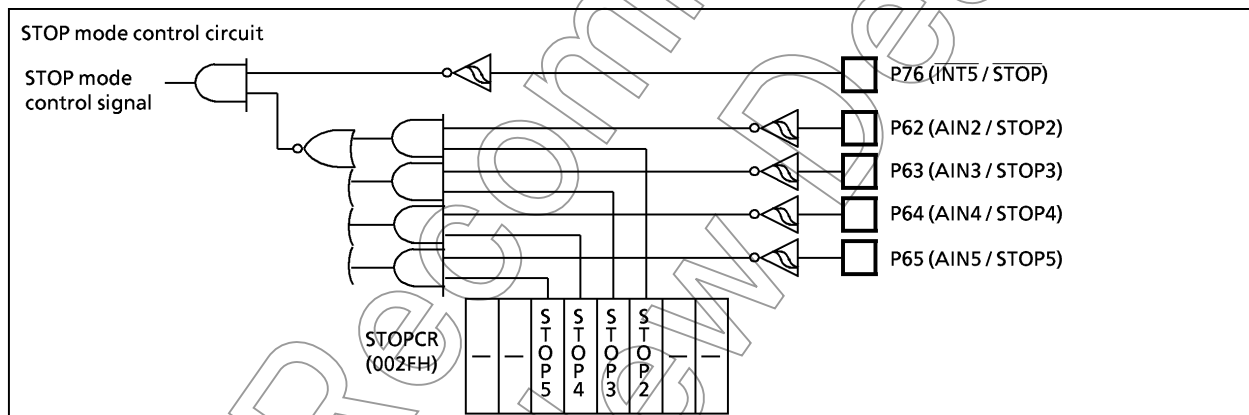 STOP mode control circuit
STOP mode
control signal
P76 (INT5 / STOP)
P62 (AIN2 / STOP2)
P63 (AIN3 / STOP3)
P64 (AIN4 / STOP4)
P65 (AIN5 / STOP5)
STOPCR
(002FH)
—
—
STOP5
STOP4
STOP3
STOP2
—
—